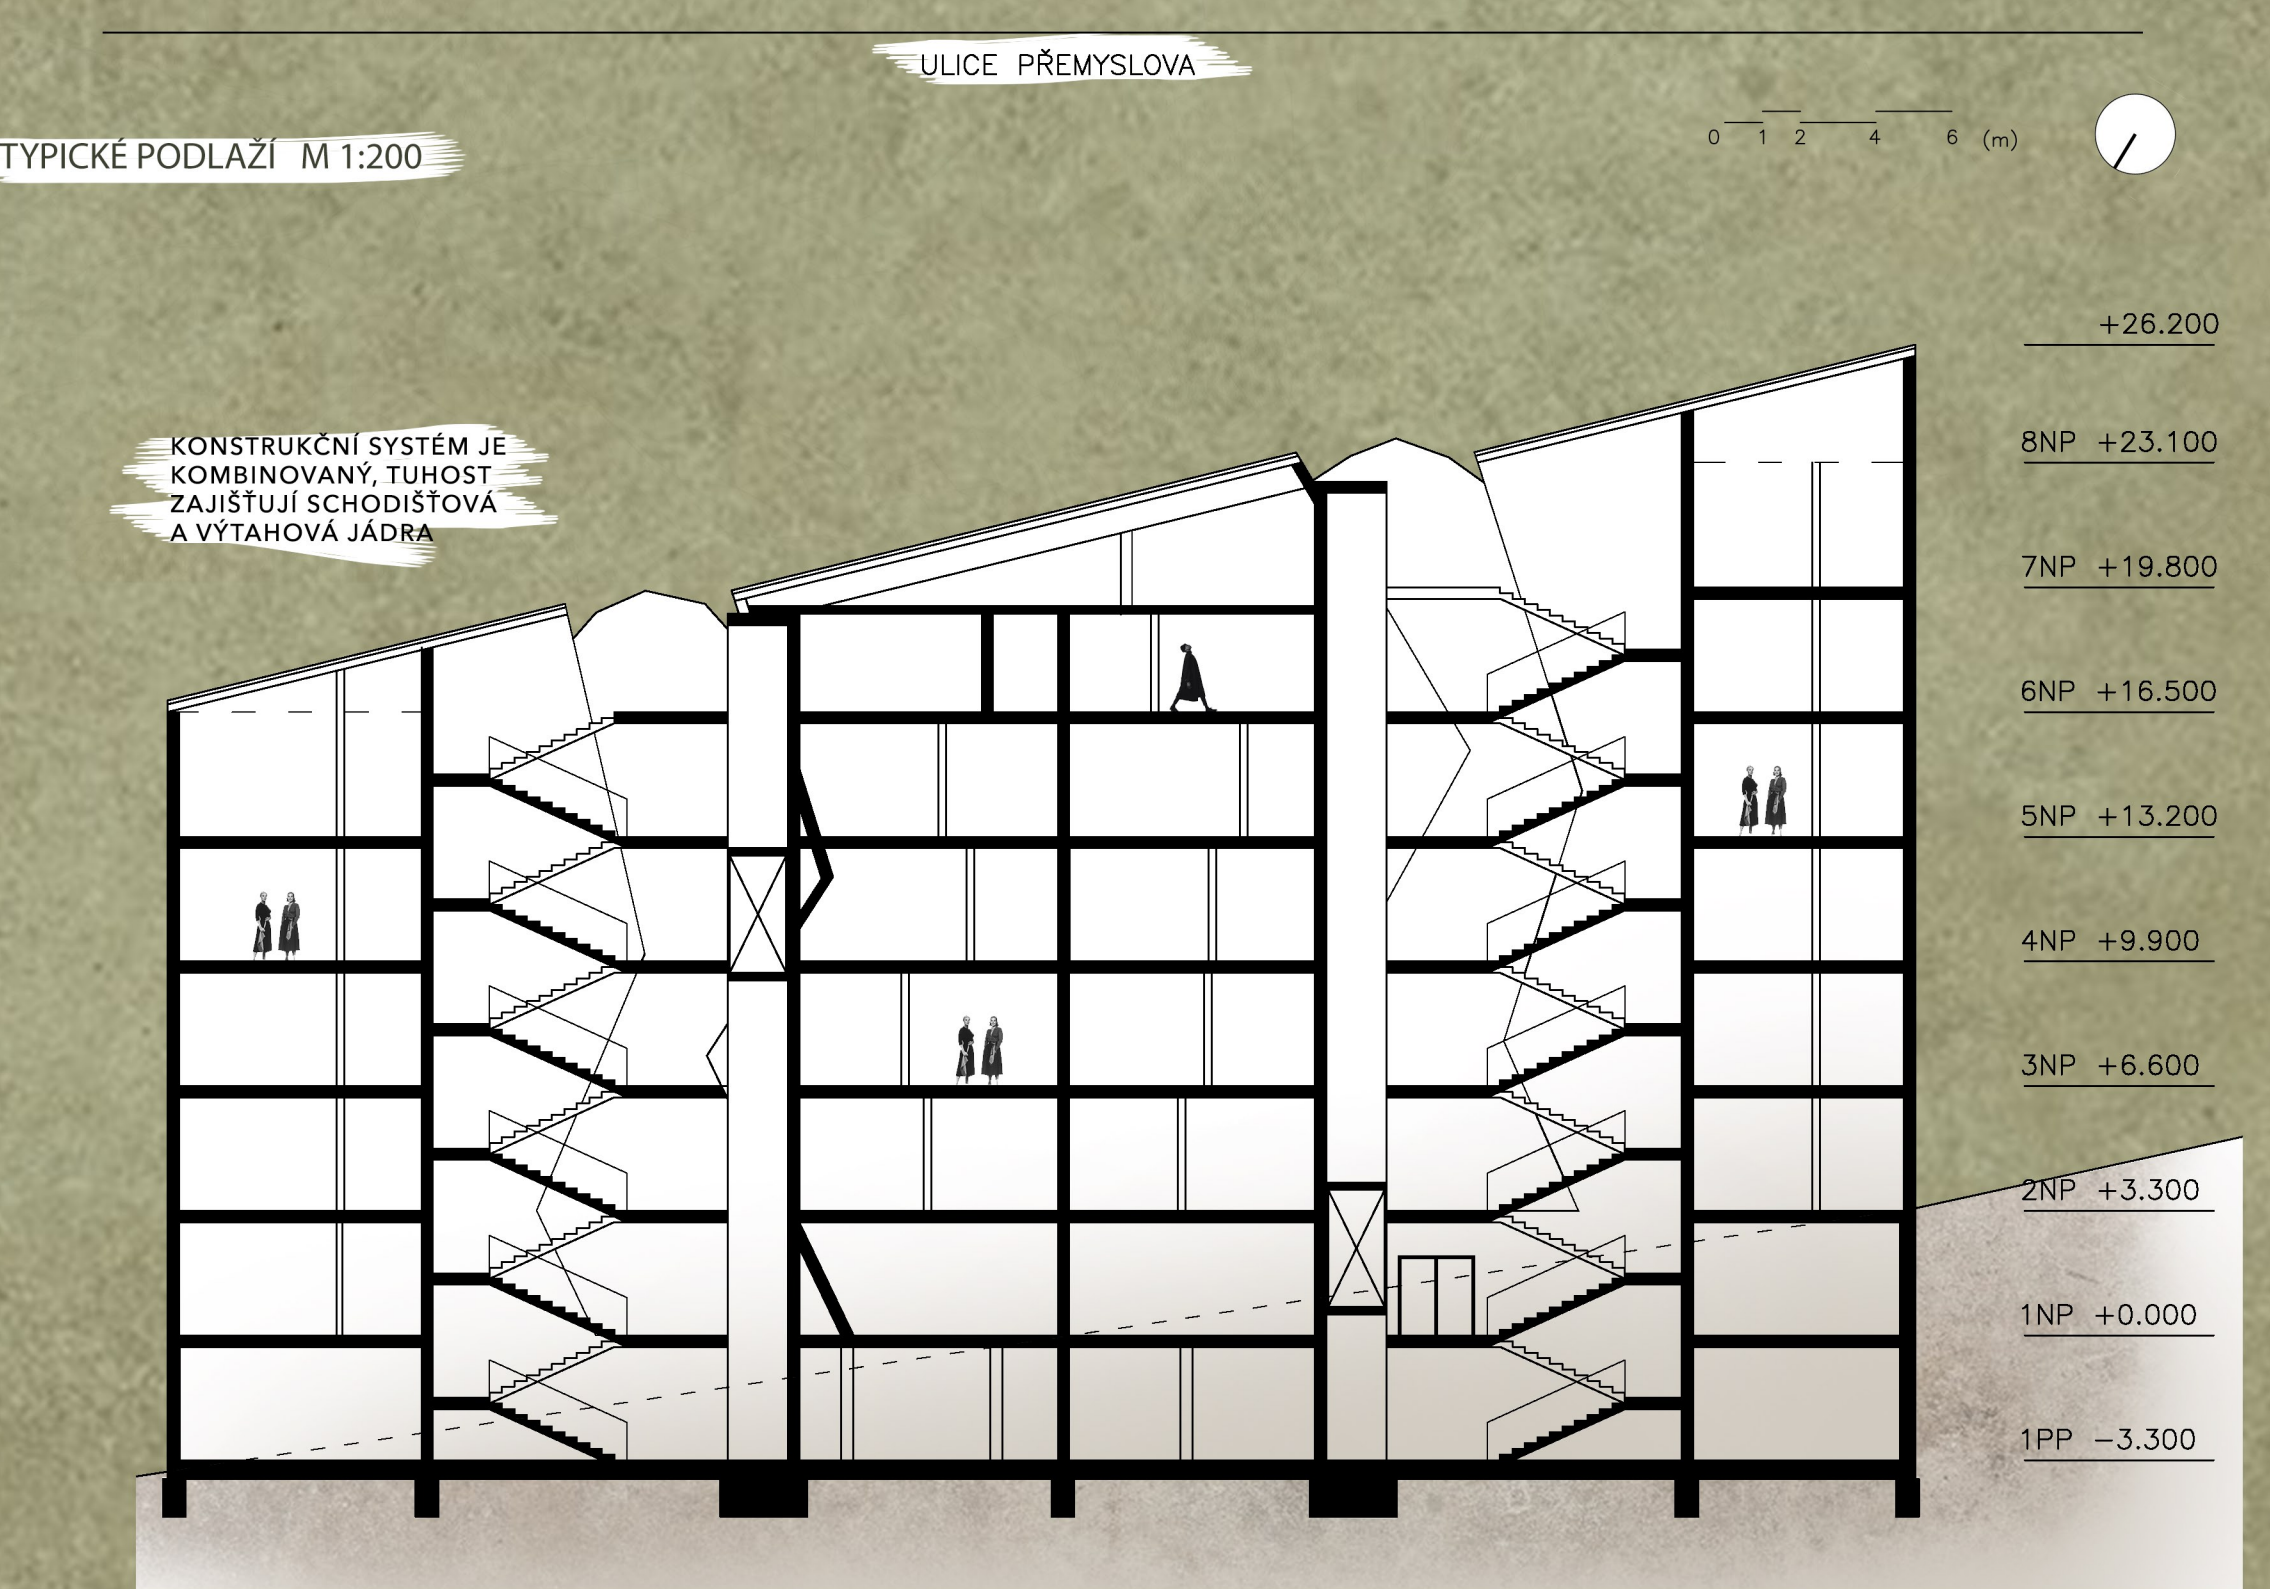 ULICE PŘEMYSLOVA
0 1 2 4 6 (m)
TYPICKÉ PODLAŽÍ M 1:200
+26.200
KONSTRUKČNÍ SYSTÉM JE
KOMBINOVANÝ, TUHOST
ZAJIŠŤUJÍ SCHODIŠŤOVÁ
A VÝTAHOVÁ JÁDRA
8NP +23.100
7NP +19.800
6NP +16.500
5NP +13.200
4NP +9.900
3NP +6.600
2NP +3.300
1NP +0.000
1PP −3.300